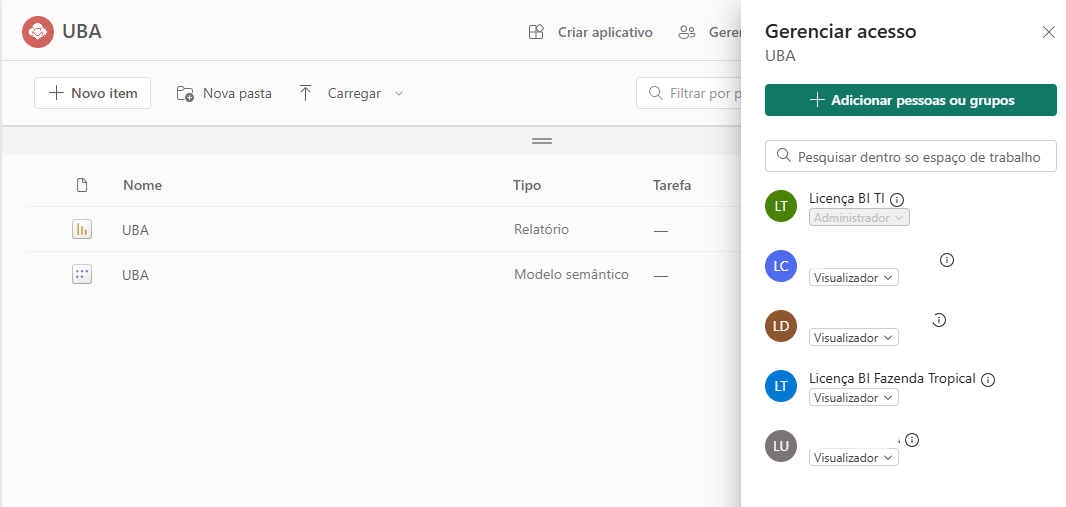 UBA
Criar aplicativo
Novo item
Nova pasta
Carregar
Filtrar por
Nome
Tipo
Tarefa
UBA
Relatório
—
UBA
Modelo semântico
—
Gerenciar acesso
UBA
Adicionar pessoas ou grupos
Pesquisar dentro so espaço de trabalho
LT
Licença BI TI
Administrador
LC
Visualizador
LD
Visualizador
LT
Licença BI Fazenda Tropical
Visualizador
LU
Visualizador